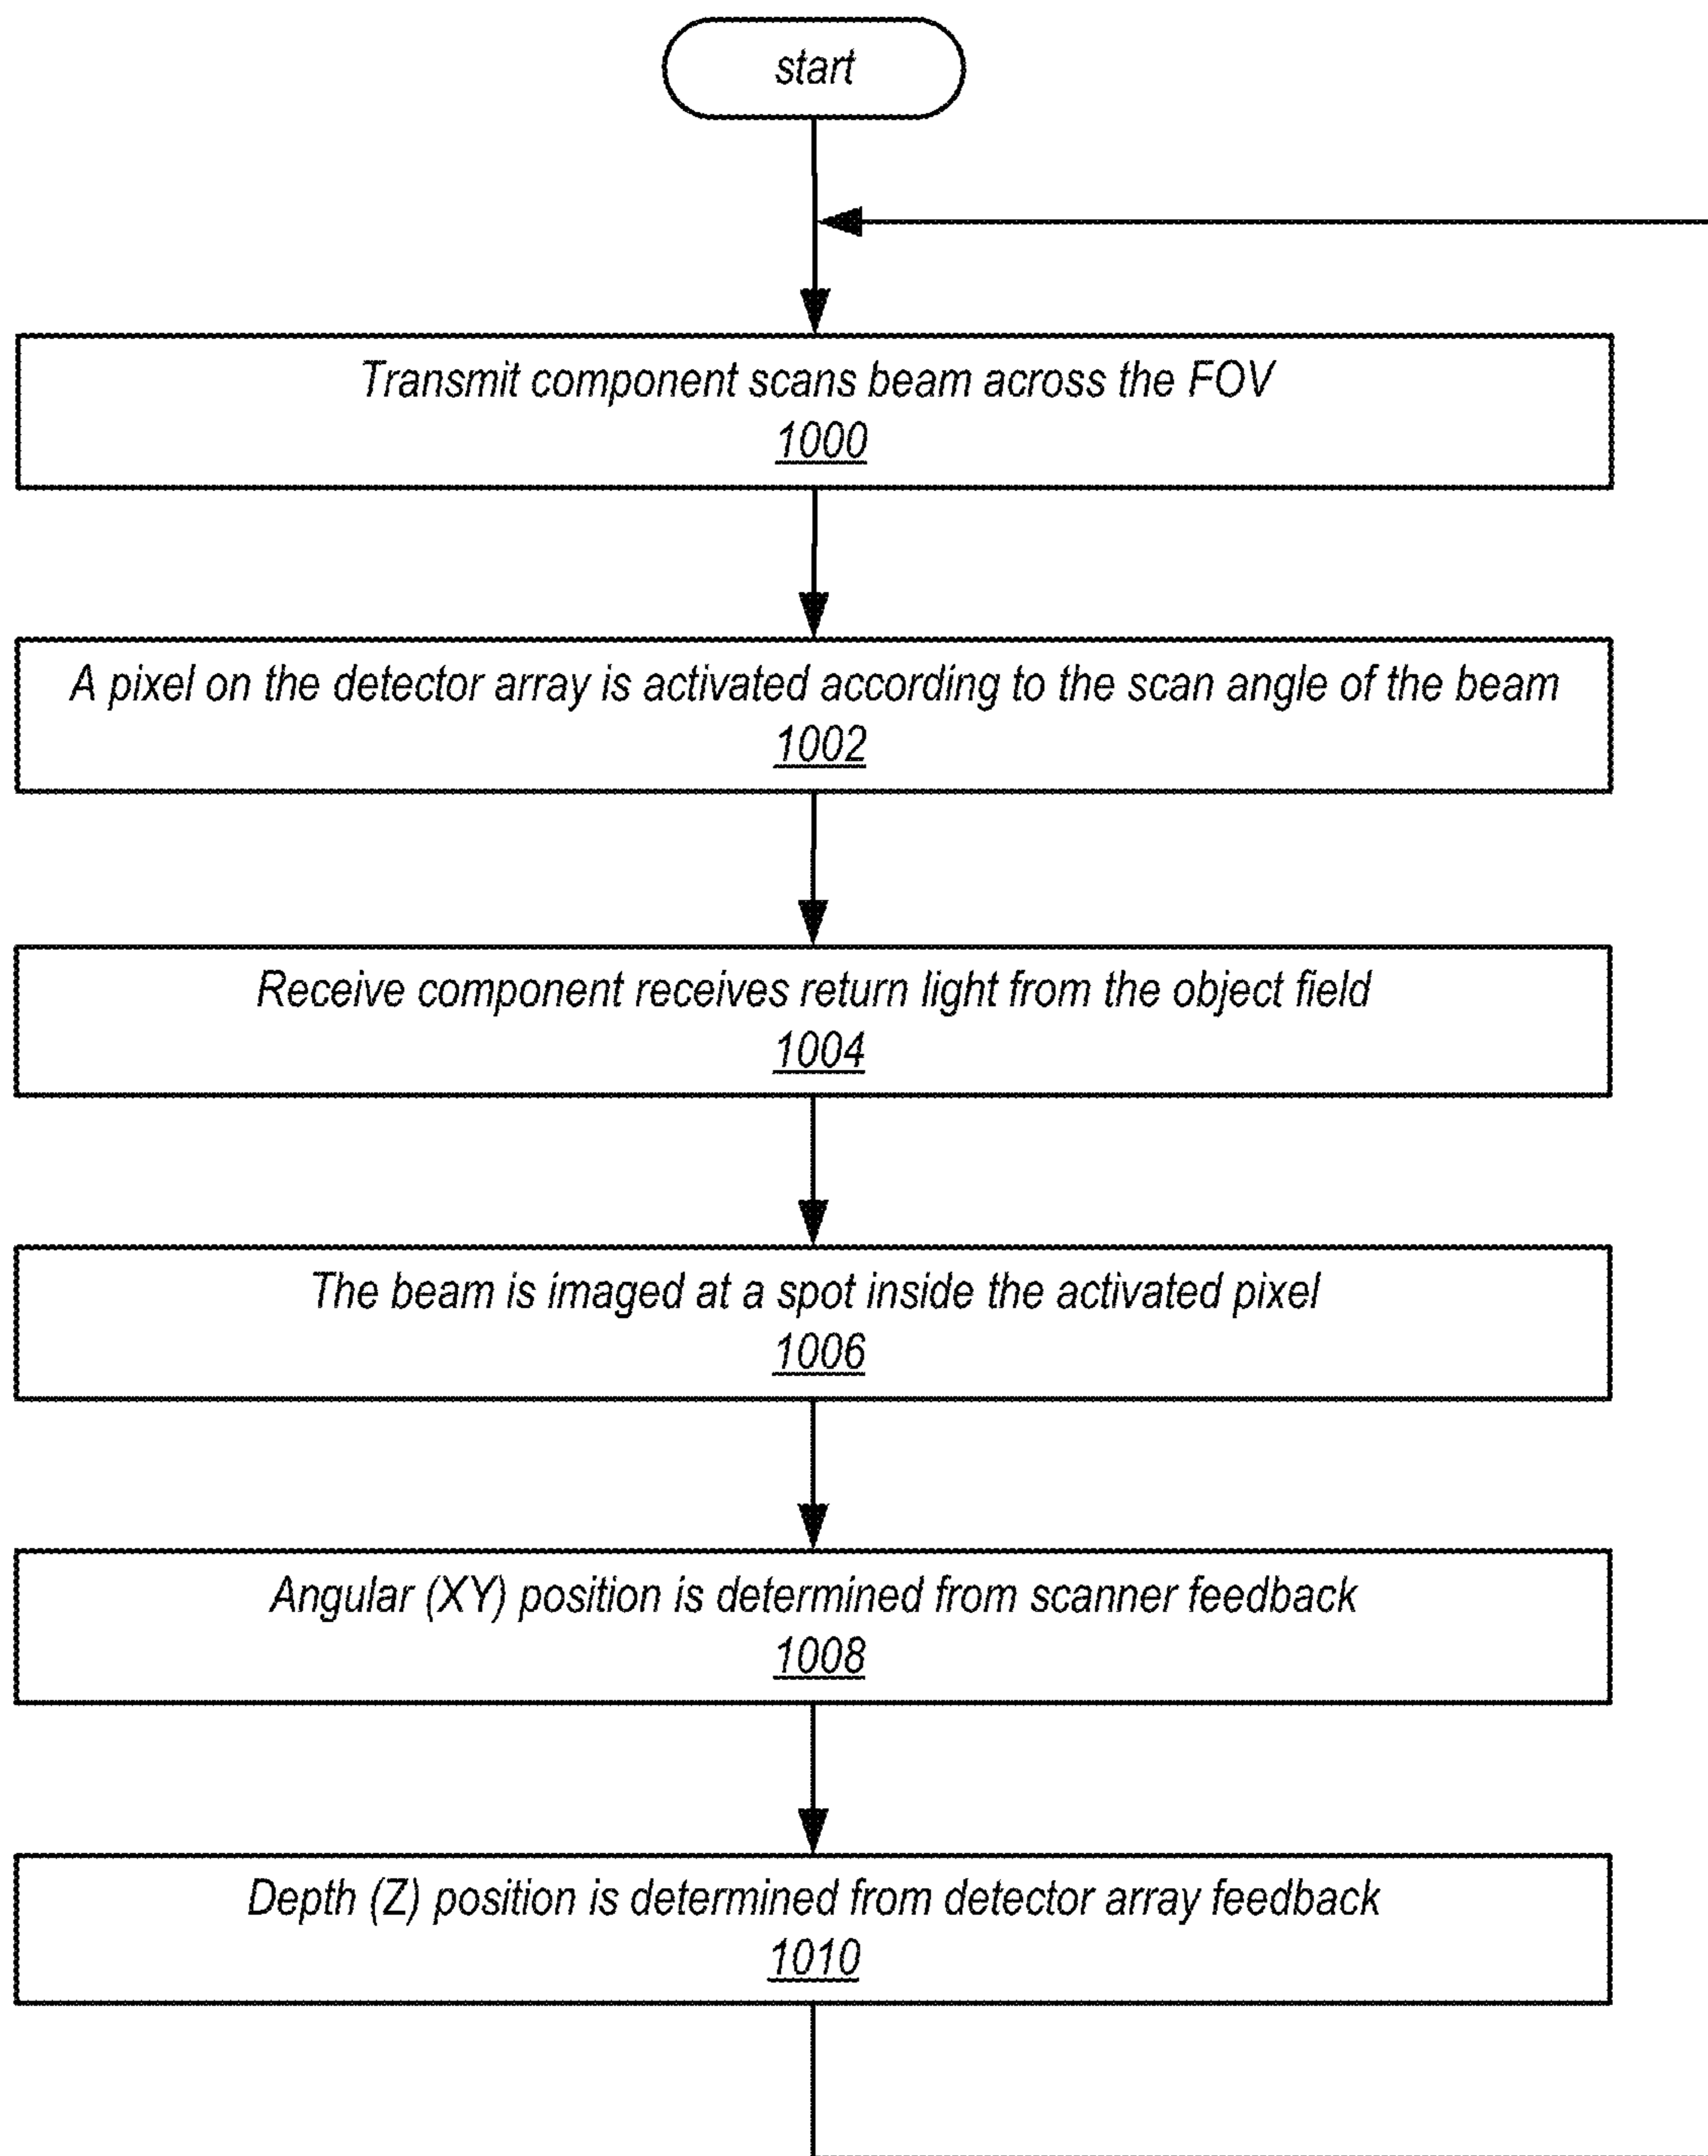 start
Transmit component scans beam across the FOV
1000
A pixel on the detector array is activated according to the scan angle of the beam
1002
Receive component receives return light from the object field
1004
The beam is imaged at a spot inside the activated pixel
1006
Angular (XY) position is determined from scanner feedback
1008
Depth (Z) position is determined from detector array feedback
1010